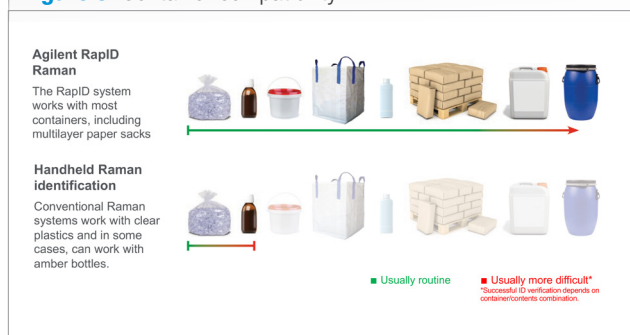 Agilent RapID
Raman
The RapID system
works with most
containers, including
multilayer paper sacks
Handheld Raman
identification
Conventional Raman
systems work with clear
plastics and in some
cases, can work with
amber bottles.
■ Usually routine
■ Usually more difficult*
*Successful ID verification depends on
container/contents combination.